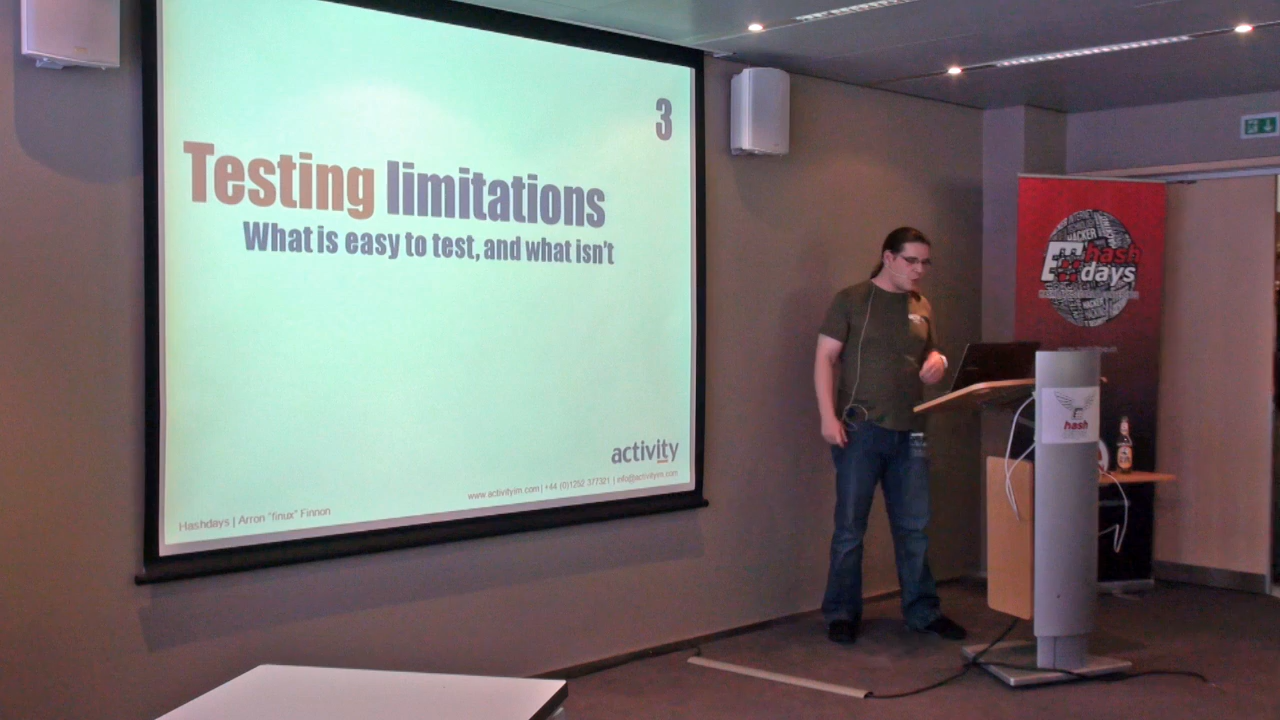 3
Testing limitations
What is easy to test, and what isn't
activity
www.activityim.com | +44 (0)1252 377321 | info@activityim.com
Hashdays | Arron "finux" Finnon
HACKER
hash
days
hash